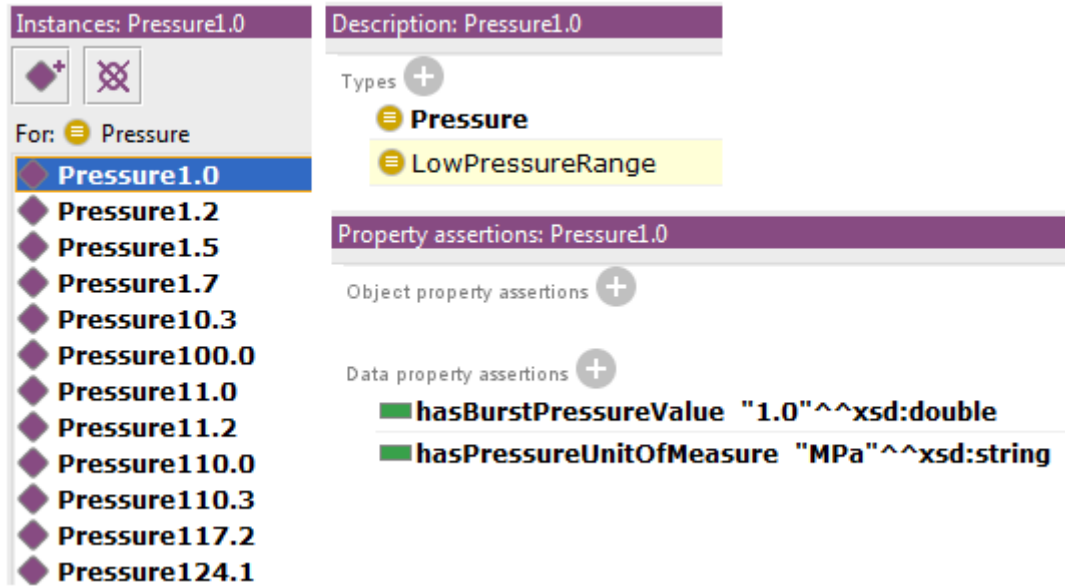 Instances: Pressure1.0
For: Pressure
Pressure1.0
Pressure1.2
Pressure1.5
Pressure1.7
Pressure10.3
Pressure100.0
Pressure11.0
Pressure11.2
Pressure110.0
Pressure110.3
Pressure117.2
Pressure124.1
Description: Pressure1.0
Types
Pressure
LowPressureRange
Property assertions: Pressure1.0
Object property assertions
Data property assertions
hasBurstPressureValue "1.0"^^xsd:double
hasPressureUnitOfMeasure "MPa"^^xsd:string